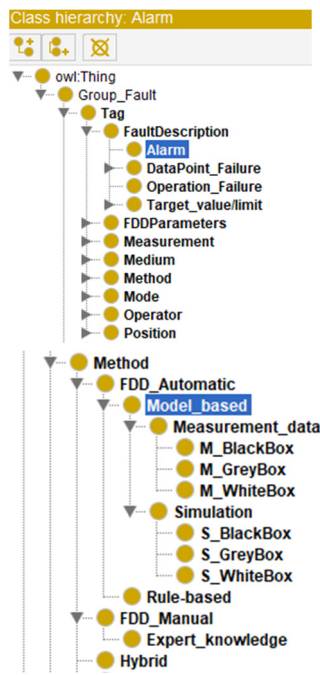 Class hierarchy: Alarm
owl:Thing
Group_Fault
Tag
FaultDescription
Alarm
DataPoint_Failure
Operation_Failure
Target_value/limit
FDDParameters
Measurement
Medium
Method
Mode
Operator
Position
Method
FDD_Automatic
Model_based
Measurement_data
M_BlackBox
M_GreyBox
M_WhiteBox
Simulation
S_BlackBox
S_GreyBox
S_WhiteBox
Rule-based
FDD_Manual
Expert_knowledge
Hybrid